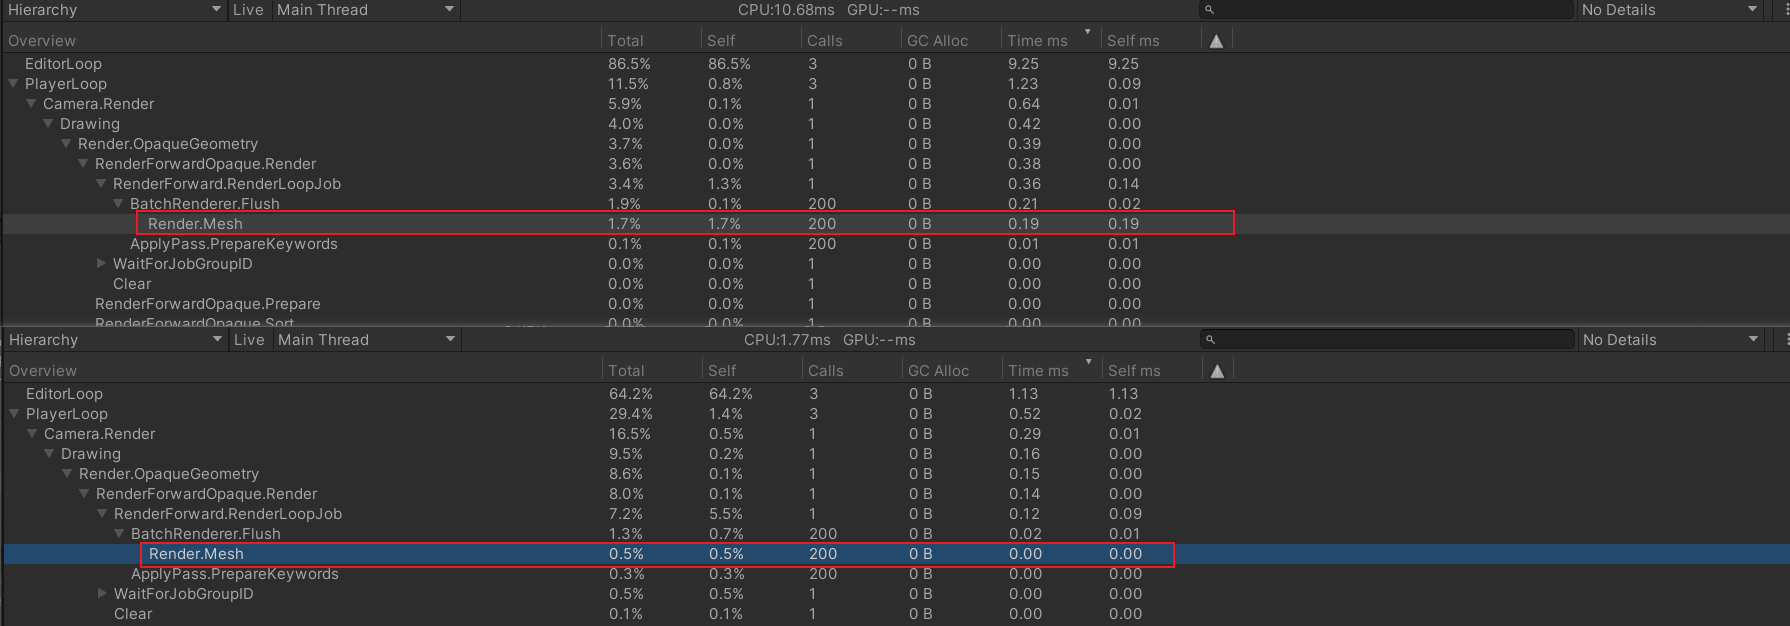 Hierarchy Live Main Thread CPU:10.68ms GPU:--ms No Details
Overview Total Self Calls GC Alloc Time ms Self ms
EditorLoop 86.5% 86.5% 3 0 B 9.25 9.25
PlayerLoop 11.5% 0.8% 3 0 B 1.23 0.09
Camera.Render 5.9% 0.1% 1 0 B 0.64 0.01
Drawing 4.0% 0.0% 1 0 B 0.42 0.00
Render.OpaqueGeometry 3.7% 0.0% 1 0 B 0.39 0.00
RenderForwardOpaque.Render 3.6% 0.0% 1 0 B 0.38 0.00
RenderForward.RenderLoopJob 3.4% 1.3% 1 0 B 0.36 0.14
BatchRenderer.Flush 1.9% 0.1% 200 0 B 0.21 0.02
Render.Mesh 1.7% 1.7% 200 0 B 0.19 0.19
ApplyPass.PrepareKeywords 0.1% 0.1% 200 0 B 0.01 0.01
WaitForJobGroupID 0.0% 0.0% 1 0 B 0.00 0.00
Clear 0.0% 0.0% 1 0 B 0.00 0.00
RenderForwardOpaque.Prepare 0.0% 0.0% 1 0 B 0.00 0.00
RenderForwardOpaque.Sort 0.0% 0.0% 1 0 B 0.00 0.00
Hierarchy Live Main Thread CPU:1.77ms GPU:--ms No Details
Overview Total Self Calls GC Alloc Time ms Self ms
EditorLoop 64.2% 64.2% 3 0 B 1.13 1.13
PlayerLoop 29.4% 1.4% 3 0 B 0.52 0.02
Camera.Render 16.5% 0.5% 1 0 B 0.29 0.01
Drawing 9.5% 0.2% 1 0 B 0.16 0.00
Render.OpaqueGeometry 8.6% 0.1% 1 0 B 0.15 0.00
RenderForwardOpaque.Render 8.0% 0.1% 1 0 B 0.14 0.00
RenderForward.RenderLoopJob 7.2% 5.5% 1 0 B 0.12 0.09
BatchRenderer.Flush 1.3% 0.7% 200 0 B 0.02 0.01
Render.Mesh 0.5% 0.5% 200 0 B 0.00 0.00
ApplyPass.PrepareKeywords 0.3% 0.3% 200 0 B 0.00 0.00
WaitForJobGroupID 0.5% 0.5% 1 0 B 0.00 0.00
Clear 0.1% 0.1% 1 0 B 0.00 0.00